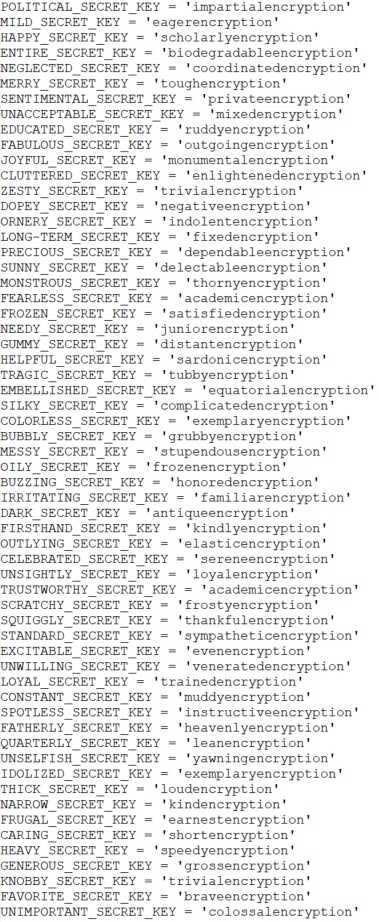 POLITICAL_SECRET_KEY = 'impartialencryption'
MILD_SECRET_KEY = 'eagerencryption'
HAPPY_SECRET_KEY = 'scholarlyencryption'
ENTIRE_SECRET_KEY = 'biodegradableencryption'
NEGLECTED_SECRET_KEY = 'coordinatedencryption'
MERRY_SECRET_KEY = 'toughencryption'
SENTIMENTAL_SECRET_KEY = 'privateencryption'
UNACCEPTABLE_SECRET_KEY = 'mixedencryption'
EDUCATED_SECRET_KEY = 'ruddyencryption'
FABULOUS_SECRET_KEY = 'outgoingencryption'
JOYFUL_SECRET_KEY = 'monumentalencryption'
CLUTTERED_SECRET_KEY = 'enlightenedencryption'
ZESTY_SECRET_KEY = 'trivialencryption'
DOPEY_SECRET_KEY = 'negativeencryption'
ORNERY_SECRET_KEY = 'indolentencryption'
LONG-TERM_SECRET_KEY = 'fixedencryption'
PRECIOUS_SECRET_KEY = 'dependableencryption'
SUNNY_SECRET_KEY = 'delectableencryption'
MONSTROUS_SECRET_KEY = 'thornyencryption'
FEARLESS_SECRET_KEY = 'academicencryption'
FROZEN_SECRET_KEY = 'satisfiedencryption'
NEEDY_SECRET_KEY = 'juniorencryption'
GUMMY_SECRET_KEY = 'distantencryption'
HELPFUL_SECRET_KEY = 'sardonicencryption'
TRAGIC_SECRET_KEY = 'tubbyencryption'
EMBELLISHED_SECRET_KEY = 'equatorialencryption'
SILKY_SECRET_KEY = 'complicatedencryption'
COLORLESS_SECRET_KEY = 'exemplaryencryption'
BUBBLY_SECRET_KEY = 'grubbyencryption'
MESSY_SECRET_KEY = 'stupendousencryption'
OILY_SECRET_KEY = 'frozenencryption'
BUZZING_SECRET_KEY = 'honoredencryption'
IRRITATING_SECRET_KEY = 'familiarencryption'
DARK_SECRET_KEY = 'antiqueencryption'
FIRSTHAND_SECRET_KEY = 'kindlyencryption'
OUTLYING_SECRET_KEY = 'elasticencryption'
CELEBRATED_SECRET_KEY = 'sereneencryption'
UNSIGHTLY_SECRET_KEY = 'loyalencryption'
TRUSTWORTHY_SECRET_KEY = 'academicencryption'
SCRATCHY_SECRET_KEY = 'frostyencryption'
SQUIGGLY_SECRET_KEY = 'thankfulencryption'
STANDARD_SECRET_KEY = 'sympatheticencryption'
EXCITABLE_SECRET_KEY = 'evenencryption'
UNWILLING_SECRET_KEY = 'veneratedencryption'
LOYAL_SECRET_KEY = 'trainedencryption'
CONSTANT_SECRET_KEY = 'muddyencryption'
SPOTLESS_SECRET_KEY = 'instructiveencryption'
FATHERLY_SECRET_KEY = 'heavenlyencryption'
QUARTERLY_SECRET_KEY = 'leanencryption'
UNSELFISH_SECRET_KEY = 'yawningencryption'
IDOLIZED_SECRET_KEY = 'exemplaryencryption'
THICK_SECRET_KEY = 'loudencryption'
NARROW_SECRET_KEY = 'kindencryption'
FRUGAL_SECRET_KEY = 'earnestencryption'
CARING_SECRET_KEY = 'shortencryption'
HEAVY_SECRET_KEY = 'speedyencryption'
GENEROUS_SECRET_KEY = 'grossencryption'
KNOBBY_SECRET_KEY = 'trivialencryption'
FAVORITE_SECRET_KEY = 'braveencryption'
UNIMPORTANT_SECRET_KEY = 'colossalencryption'